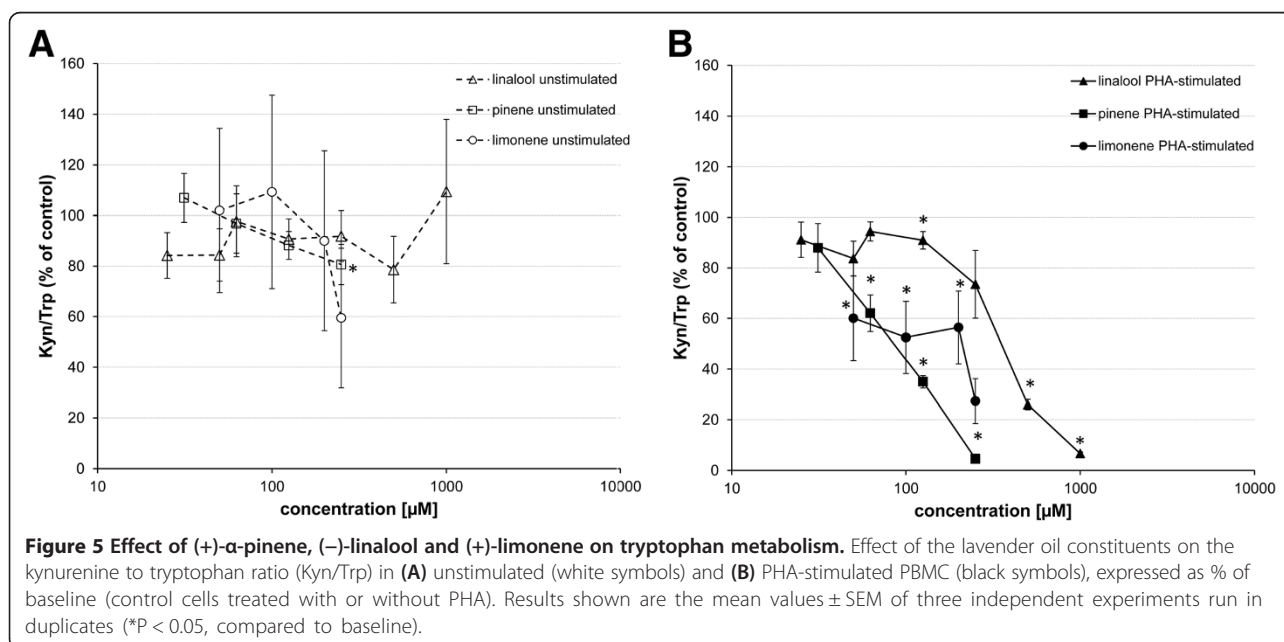 A
160
140
120
100
80
60
40
20
0
10
100
1000
10000
Kyn/Trp (% of control)
concentration [µM]
linalool unstimulated
pinene unstimulated
limonene unstimulated
*
B
160
140
120
100
80
60
40
20
0
10
100
1000
10000
Kyn/Trp (% of control)
concentration [µM]
linalool PHA-stimulated
pinene PHA-stimulated
limonene PHA-stimulated
*
*
*
*
*
*
*
*
*
Figure 5 Effect of (+)-α-pinene, (−)-linalool and (+)-limonene on tryptophan metabolism. Effect of the lavender oil constituents on the
kynurenine to tryptophan ratio (Kyn/Trp) in (A) unstimulated (white symbols) and (B) PHA-stimulated PBMC (black symbols), expressed as % of
baseline (control cells treated with or without PHA). Results shown are the mean values ± SEM of three independent experiments run in
duplicates (*P < 0.05, compared to baseline).